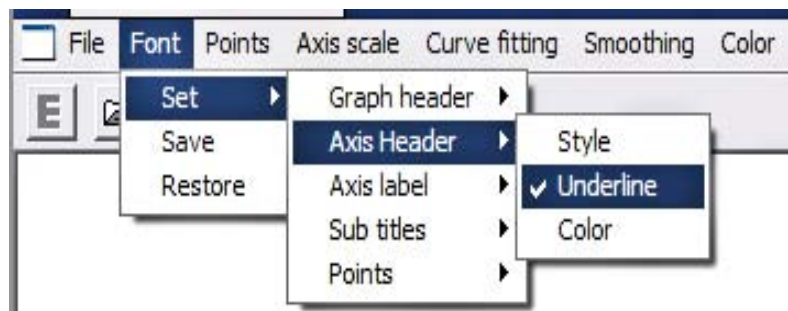 File Font Points Axis scale Curve fitting Smoothing Color
E
Set
Save
Restore
Graph header
Axis Header
Axis label
Sub titles
Points
Style
Underline
Color